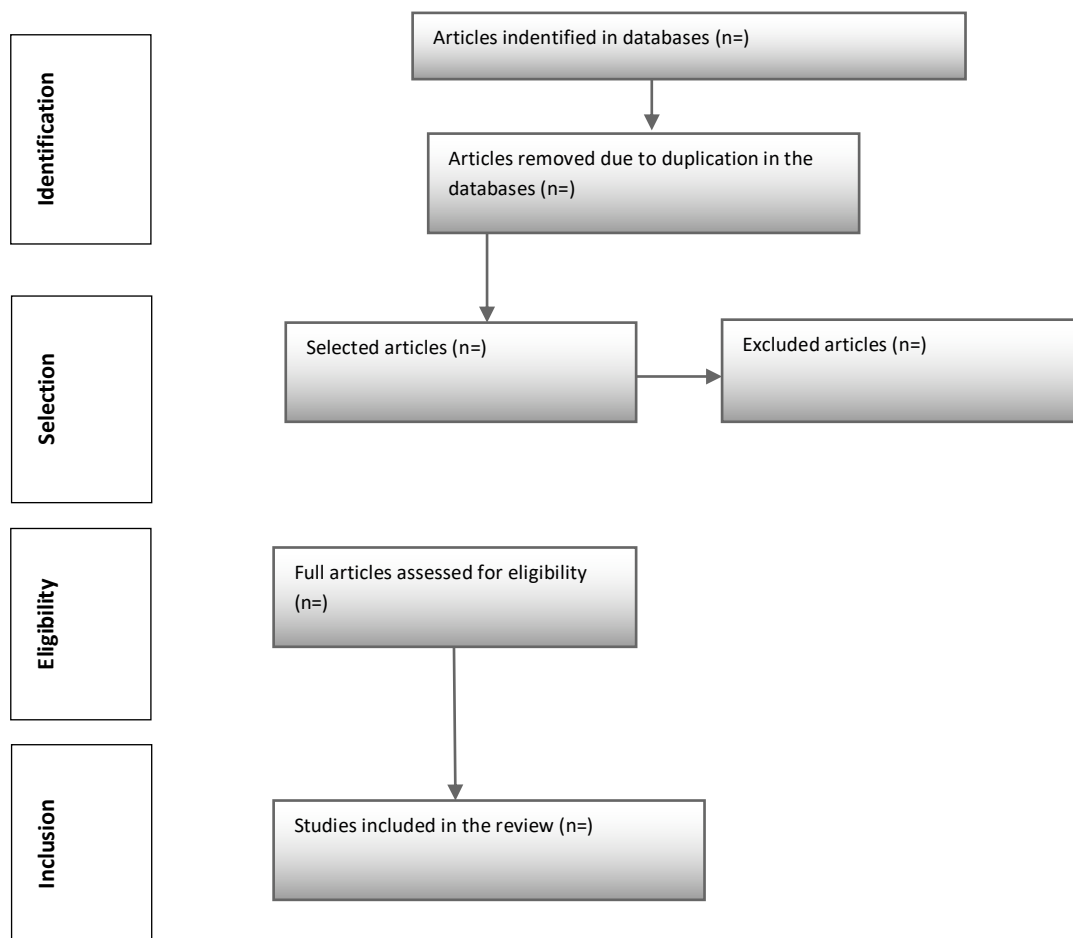 Identification
Articles indentified in databases (n=)
Articles removed due to duplication in the
databases (n=)
Selection
Selected articles (n=)
Excluded articles (n=)
Eligibility
Full articles assessed for eligibility
(n=)
Inclusion
Studies included in the review (n=)